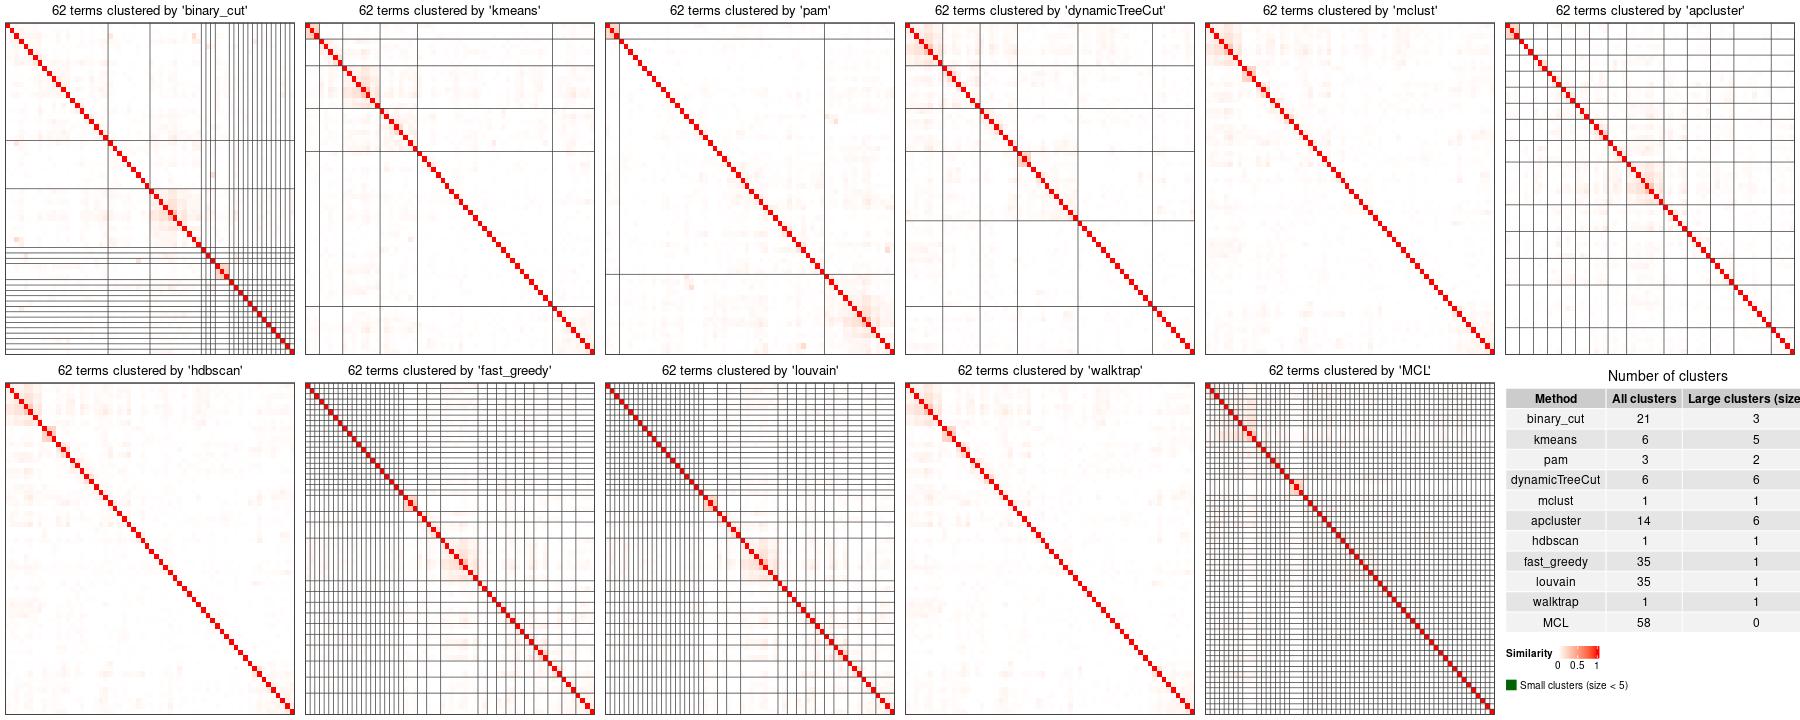 62 terms clustered by 'binary_cut'
62 terms clustered by 'kmeans'
62 terms clustered by 'pam'
62 terms clustered by 'dynamicTreeCut'
62 terms clustered by 'mclust'
62 terms clustered by 'apcluster'
62 terms clustered by 'hdbscan'
62 terms clustered by 'fast_greedy'
62 terms clustered by 'louvain'
62 terms clustered by 'walktrap'
62 terms clustered by 'MCL'
Number of clusters
Method All clusters Large clusters (size
binary_cut 21 3
kmeans 6 5
pam 3 2
dynamicTreeCut 6 6
mclust 1 1
apcluster 14 6
hdbscan 1 1
fast_greedy 35 1
louvain 35 1
walktrap 1 1
MCL 58 0
Similarity
0 0.5 1
Small clusters (size < 5)